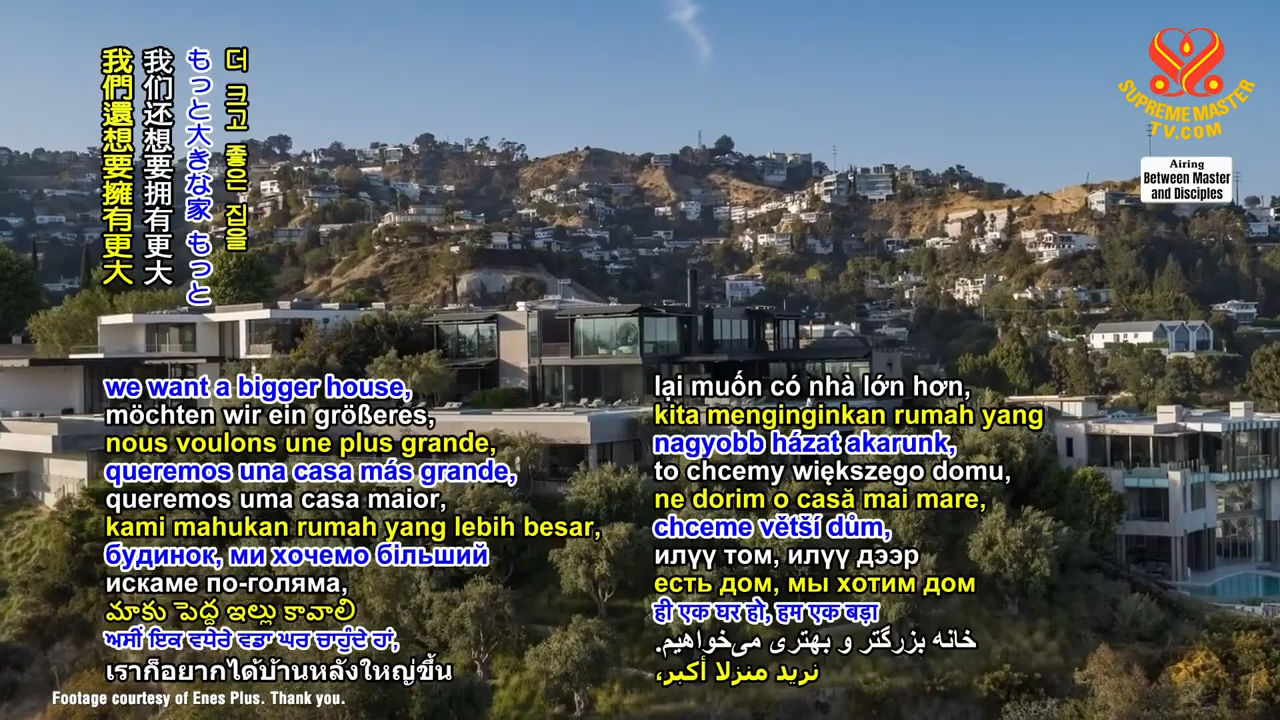 我們還想要擁有更大
我们还想要拥有更大
もっと大きな家 もっと
더 크고 좋은 집을
SUPREME MASTER
TV.COM
Airing
Between Master
and Disciples
we want a bigger house,
möchten wir ein größeres,
nous voulons une plus grande,
queremos una casa más grande,
queremos uma casa maior,
kami mahukan rumah yang lebih besar,
будинок, ми хочемо більший
искаме по-голяма,
మాకు పెద్ద ఇల్లు కావాలి
ਅਸੀਂ ਇਕ ਵਧੇਰੇ ਵਡਾ ਘਰ ਚਾਹੁੰਦੇ ਹਾਂ,
เราก็อยากได้บ้านหลังใหญ่ขึ้น
lại muốn có nhà lớn hơn,
kita menginginkan rumah yang
nagyobb házat akarunk,
to chcemy większego domu,
ne dorim o casă mai mare,
chceme větší dům,
илүү том, илүү дээр
есть дом, мы хотим дом
ही एक घर हो, हम एक बड़ा
خانه بزرگتر و بهتری می‌خواهیم.
نريد منزلا أكبر،
Footage courtesy of Enes Plus. Thank you.